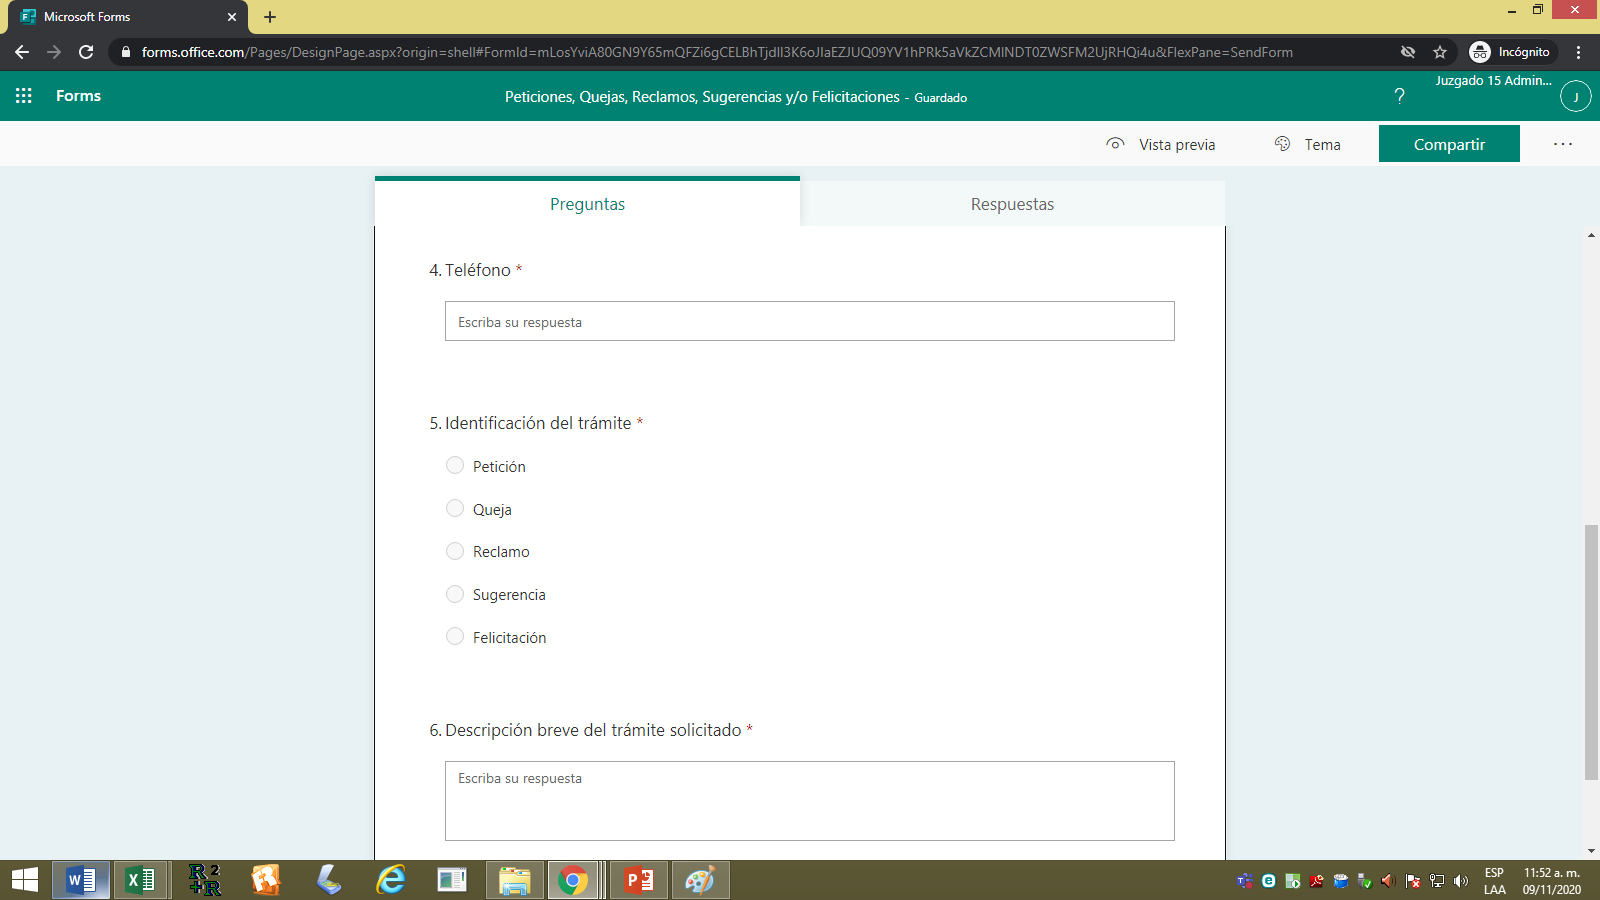 Microsoft Forms
forms.office.com/Pages/DesignPage.aspx?origin=shell#FormId=mLosYviA80GN9Y65mQFZi6gCELBhTjdIl3K6oJIaEZJUQ09YV1hPRk5aVkZCMlNDT0ZWSFM2UjRHQi4u&FlexPane=SendForm
Incógnito
Forms
Peticiones, Quejas, Reclamos, Sugerencias y/o Felicitaciones - Guardado
?
Juzgado 15 Admin...
J
Vista previa
Tema
Compartir
Preguntas
Respuestas
4. Teléfono *
Escriba su respuesta
5. Identificación del trámite *
Petición
Queja
Reclamo
Sugerencia
Felicitación
6. Descripción breve del trámite solicitado *
Escriba su respuesta
ESP
LAA
11:52 a. m.
09/11/2020